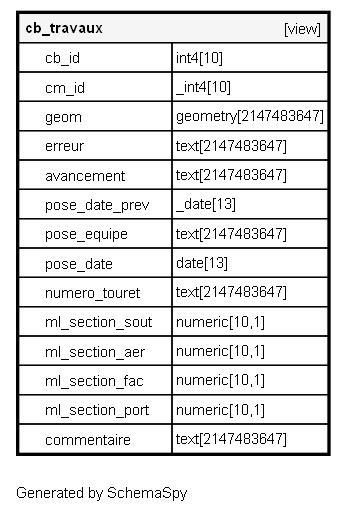 cb_travaux [view]
cb_id int4[10]
cm_id _int4[10]
geom geometry[2147483647]
erreur text[2147483647]
avancement text[2147483647]
pose_date_prev _date[13]
pose_equipe text[2147483647]
pose_date date[13]
numero_touret text[2147483647]
ml_section_sout numeric[10,1]
ml_section_aer numeric[10,1]
ml_section_fac numeric[10,1]
ml_section_port numeric[10,1]
commentaire text[2147483647]
Generated by SchemaSpy